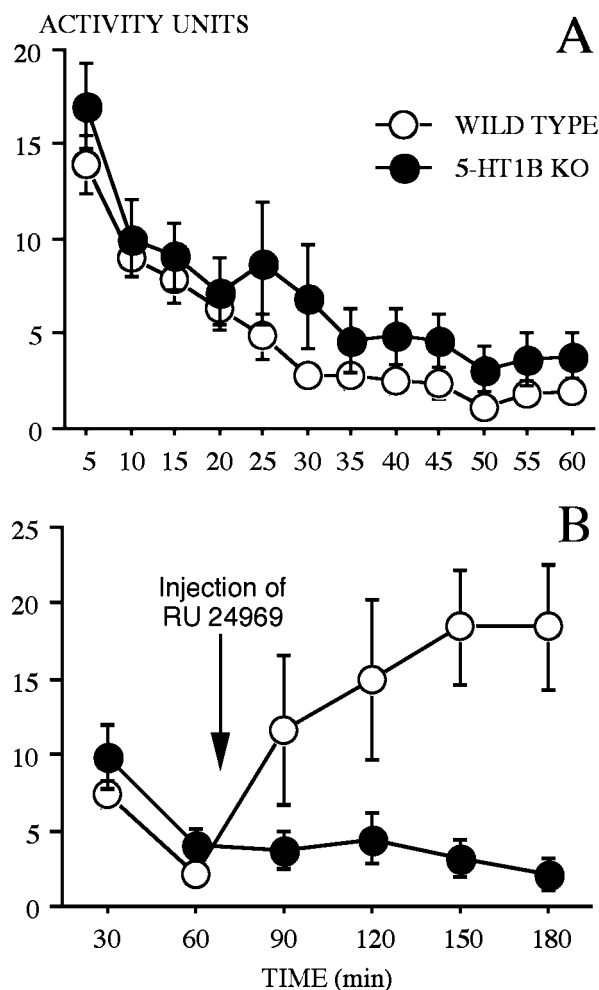 ACTIVITY UNITS
A
20
WILD TYPE
15
5-HT1B KO
10
5
0
5 10 15 20 25 30 35 40 45 50 55 60
B
25
Injection of
RU 24969
20
15
10
5
0
30 60 90 120 150 180
TIME (min)